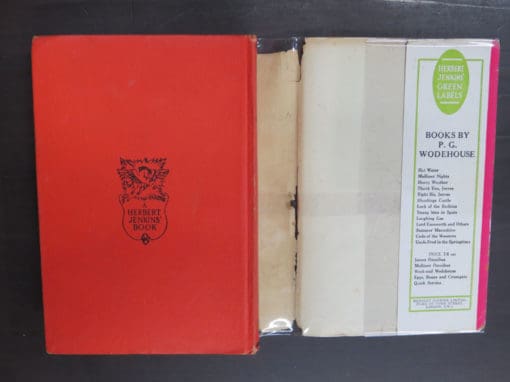 A
HERBERT
JENKINS'
BOOK
HERBERT
JENKINS'
GREEN
LABELS
BOOKS BY
P. G.
WODEHOUSE
Hot Water
Mulliner Nights
Heavy Weather
Thank You, Jeeves
Right Ho, Jeeves
Blandings Castle
Luck of the Bodkins
Young Men in Spats
Laughing Gas
Lord Emsworth and Others
Summer Moonshine
Code of the Woosters
Uncle Fred in the Springtime
Jeeves Omnibus
Mulliner Omnibus
Week-end Wodehouse
Eggs, Beans and Crumpets
Quick Service
HERBERT JENKINS LIMITED